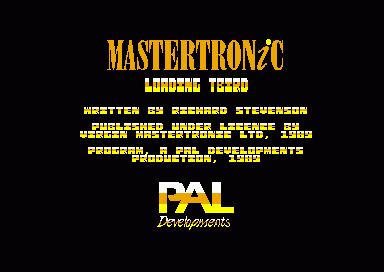 MASTERTRONiC
LOADING TBIRD
WRITTEN BY RICHARD STEVENSON
PUBLISHED UNDER LICENCE BY
VIRGIN MASTERTRONIC LTD, 1989
PROGRAM, A PAL DEVELOPMENTS
PRODUCTION, 1989
PAL
Developments